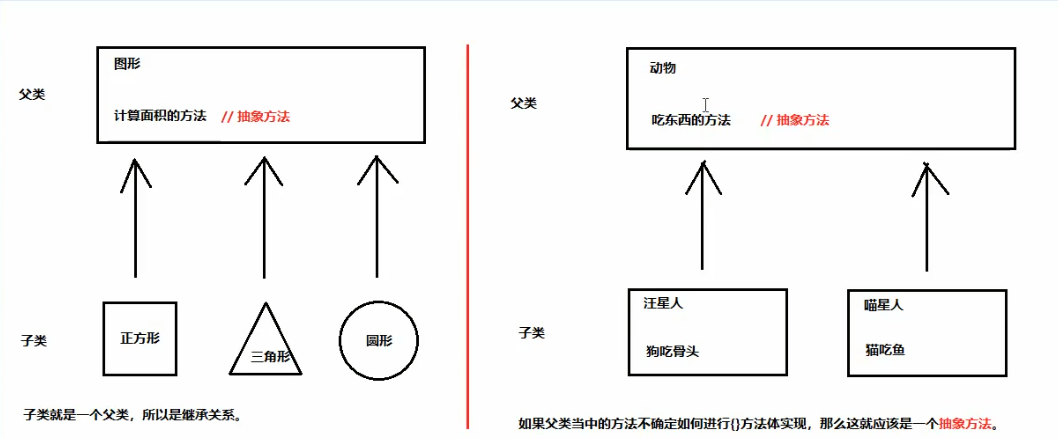 图形
父类
计算面积的方法 // 抽象方法
正方形
三角形
圆形
子类
子类就是一个父类，所以是继承关系。
动物
父类
吃东西的方法 // 抽象方法
汪星人
狗吃骨头
喵星人
猫吃鱼
子类
如果父类当中的方法不确定如何进行{}方法体实现，那么这就应该是一个抽象方法。